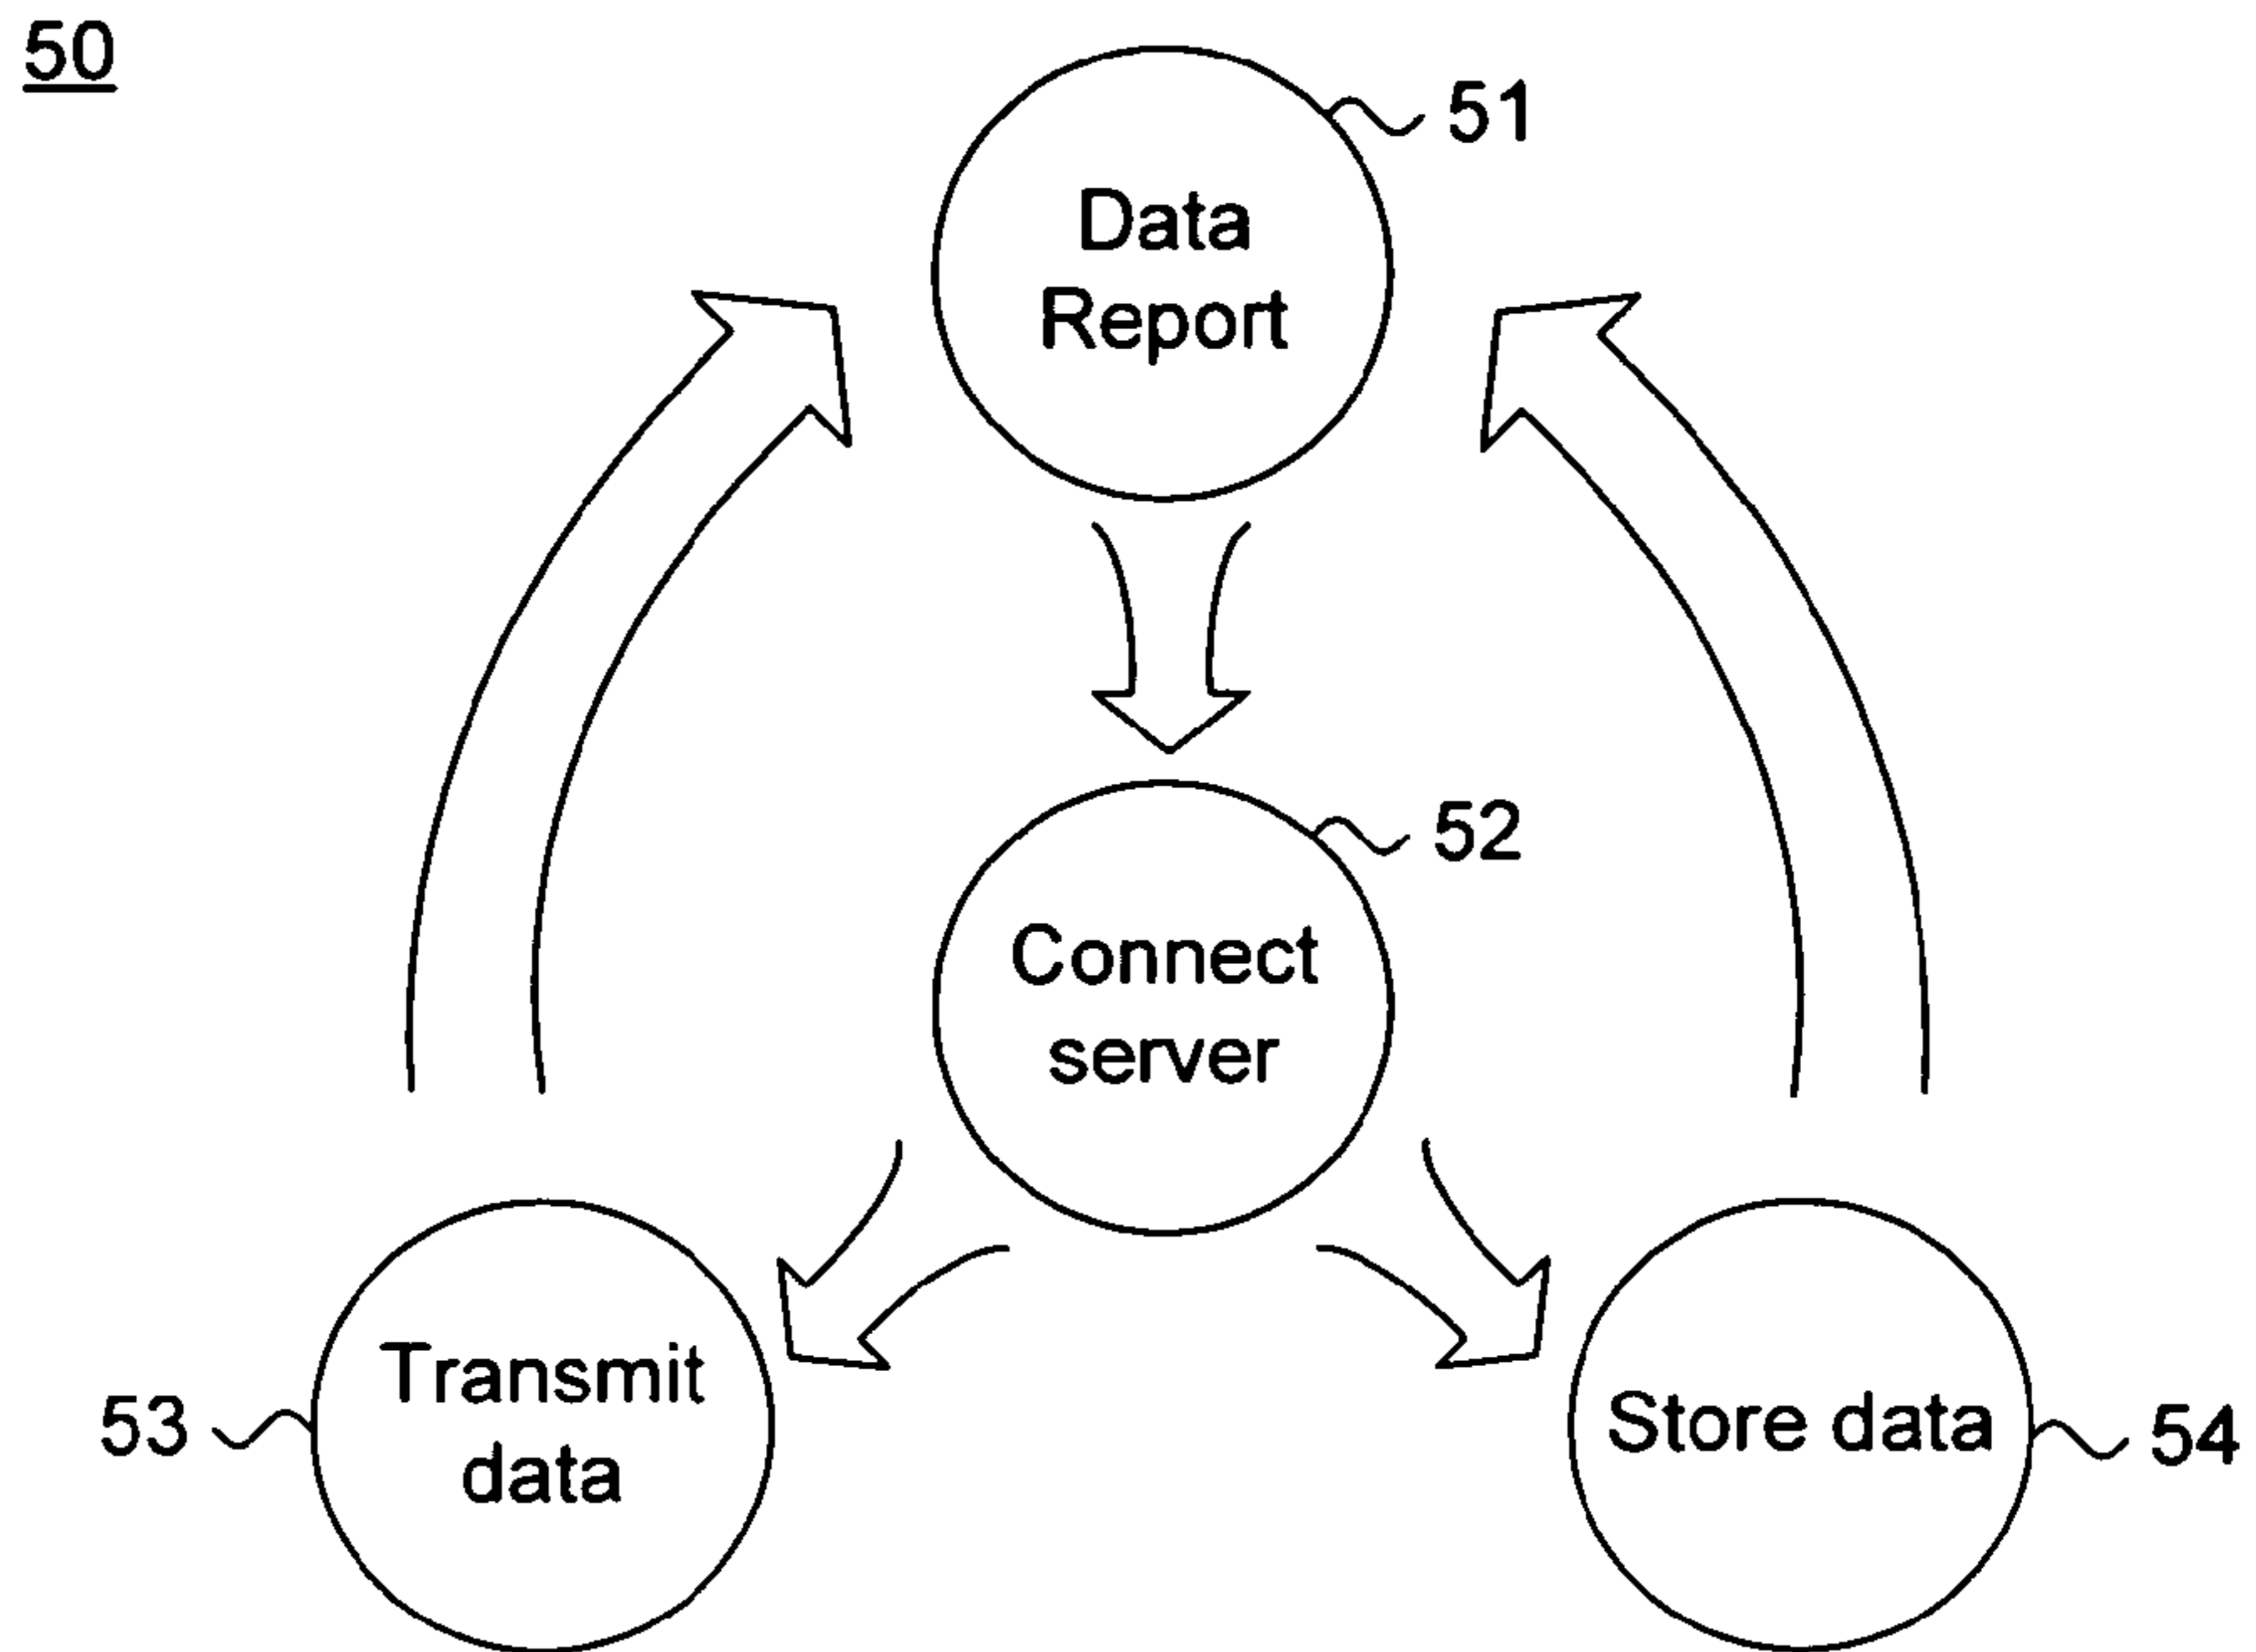 50
51
Data
Report
52
Connect
server
53
Transmit
data
Store data
54